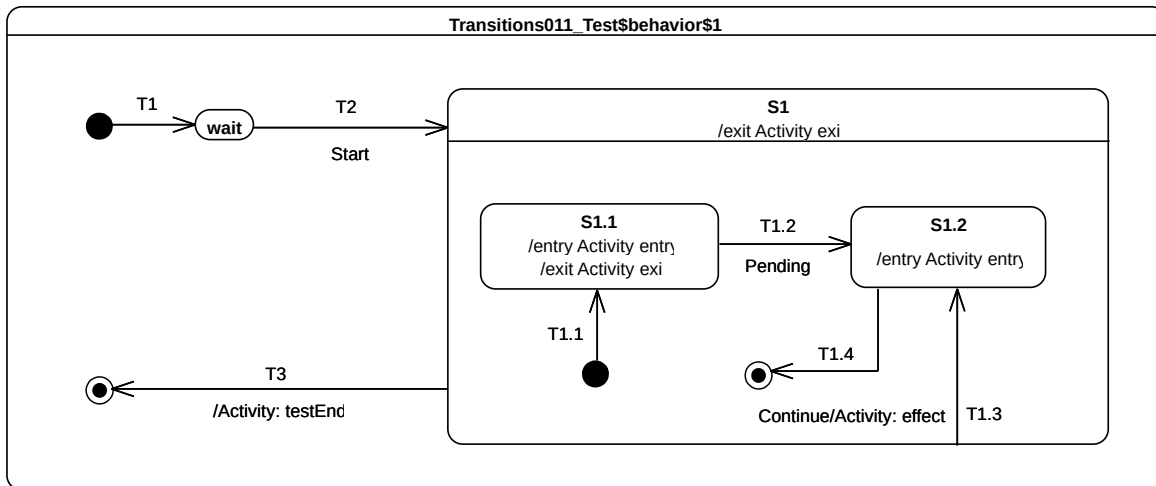 Transitions011_Test$behavior$1
T1
T2
wait
Start
S1
/exit Activity exi
S1.1
/entry Activity entry
/exit Activity exi
T1.2
Pending
S1.2
/entry Activity entry
T1.1
T1.4
T3
/Activity: testEnd
Continue/Activity: effect
T1.3